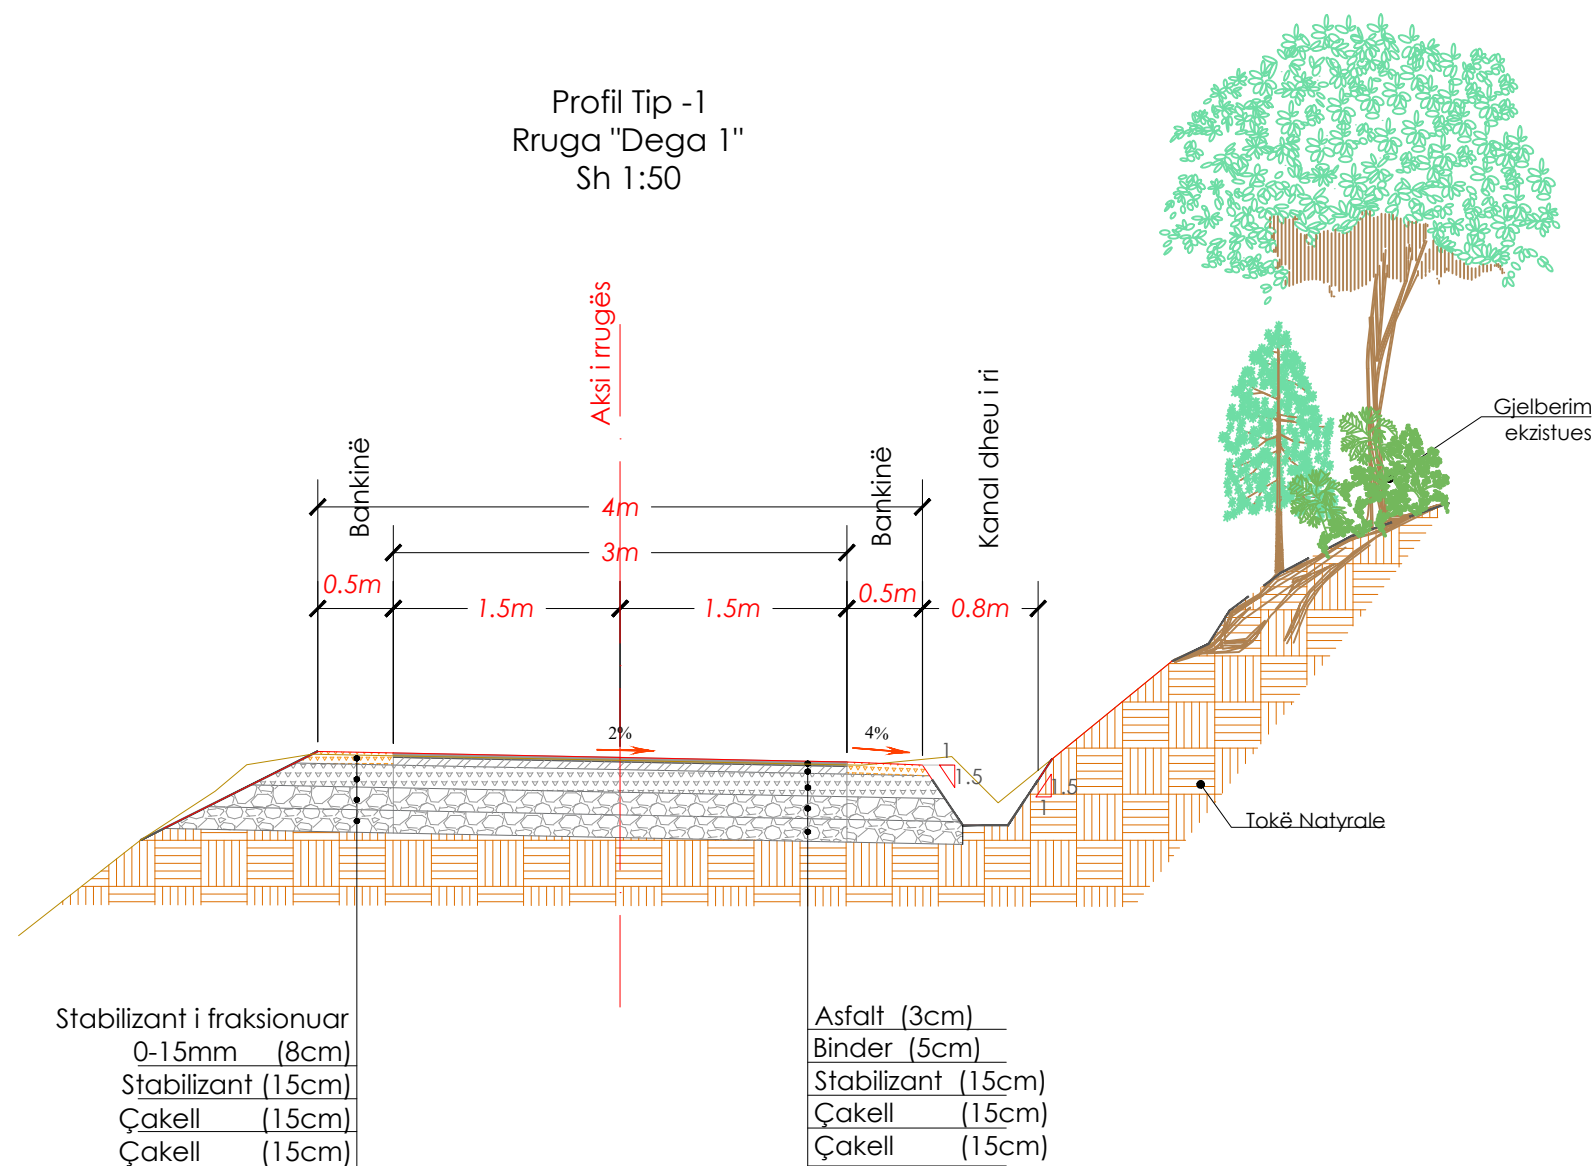 Profil Tip -1
Rruga "Dega 1"
Sh 1:50
Aksi i rrugës
Bankinë
Bankinë
Kanal dheu i ri
Gjelberim
ekzistues
4m
3m
0.5m
1.5m
1.5m
0.5m
0.8m
2%
4%
1
1.5
1.5
1
Tokë Natyrale
Stabilizant i fraksionuar
0-15mm (8cm)
Stabilizant (15cm)
Çakell (15cm)
Çakell (15cm)
Asfalt (3cm)
Binder (5cm)
Stabilizant (15cm)
Çakell (15cm)
Çakell (15cm)